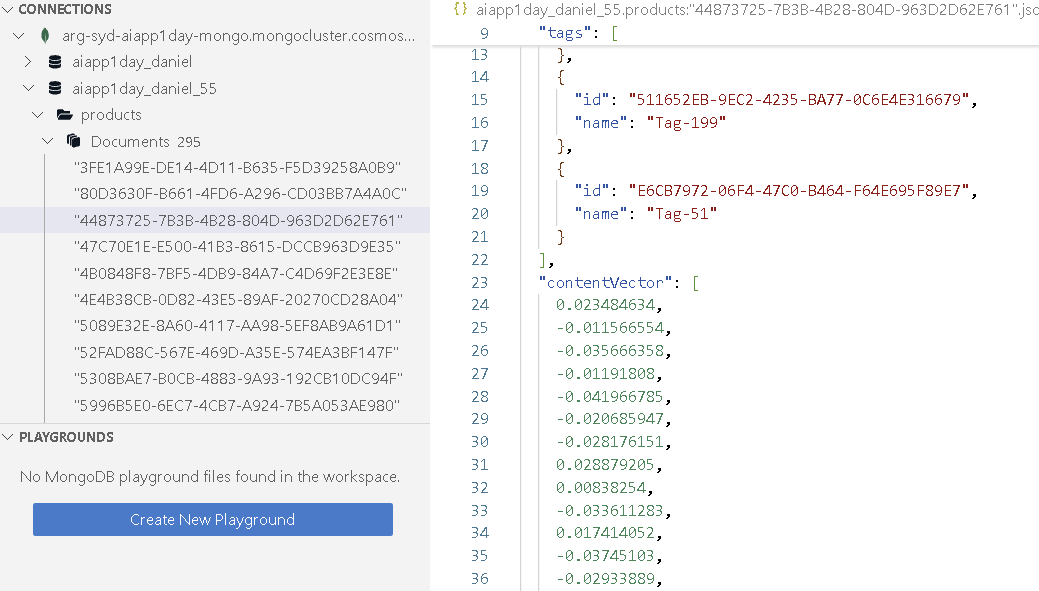 CONNECTIONS
arg-syd-aiapp1day-mongo.mongocluster.cosmos...
aiapp1day_daniel
aiapp1day_daniel_55
products
Documents 295
"3FE1A99E-DE14-4D11-B635-F5D39258A0B9"
"80D3630F-B661-4FD6-A296-CD03BB7A4A0C"
"44873725-7B3B-4B28-804D-963D2D62E761"
"47C70E1E-E500-41B3-8615-DCCB963D9E35"
"4B0848F8-7BF5-4DB9-84A7-C4D69F2E3E8E"
"4E4B38CB-0D82-43E5-89AF-20270CD28A04"
"5089E32E-8A60-4117-AA98-5EF8AB9A61D1"
"52FAD88C-567E-469D-A35E-574EA3BF147F"
"5308BAE7-B0CB-4883-9A93-192CB10DC94F"
"5996B5E0-6EC7-4CB7-A924-7B5A053AE980"
PLAYGROUNDS
No MongoDB playground files found in the workspace.
Create New Playground
{} aiapp1day_daniel_55.products:"44873725-7B3B-4B28-804D-963D2D62E761".jso
9 "tags": [
13 },
14 {
15 "id": "511652EB-9EC2-4235-BA77-0C6E4E316679",
16 "name": "Tag-199"
17 },
18 {
19 "id": "E6CB7972-06F4-47C0-B464-F64E695F89E7",
20 "name": "Tag-51"
21 }
22 ],
23 "contentVector": [
24 0.023484634,
25 -0.011566554,
26 -0.035666358,
27 -0.01191808,
28 -0.041966785,
29 -0.020685947,
30 -0.028176151,
31 0.028879205,
32 0.00838254,
33 -0.033611283,
34 0.017414052,
35 -0.03745103,
36 -0.02933889,